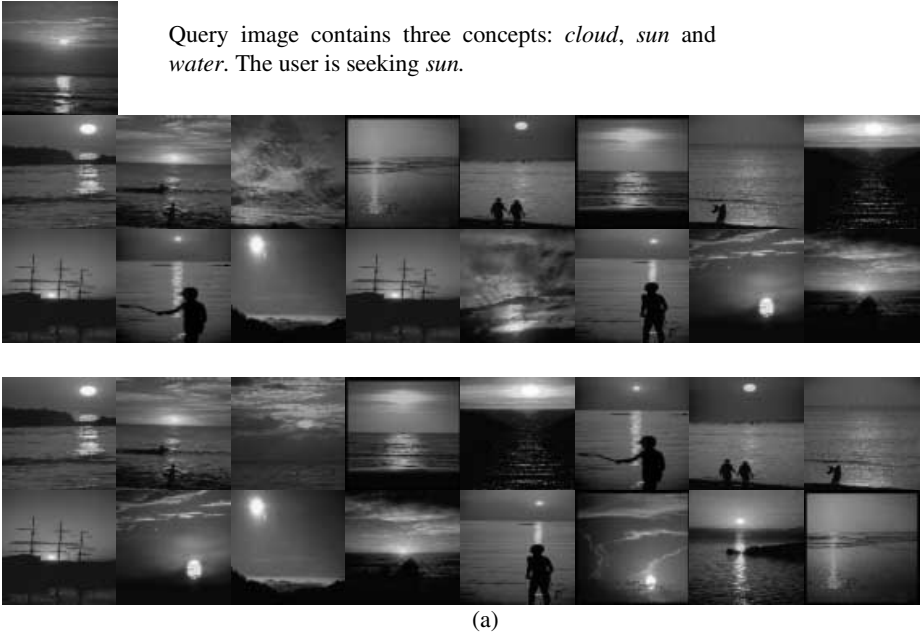 Query image contains three concepts: cloud, sun and
water. The user is seeking sun.
(a)